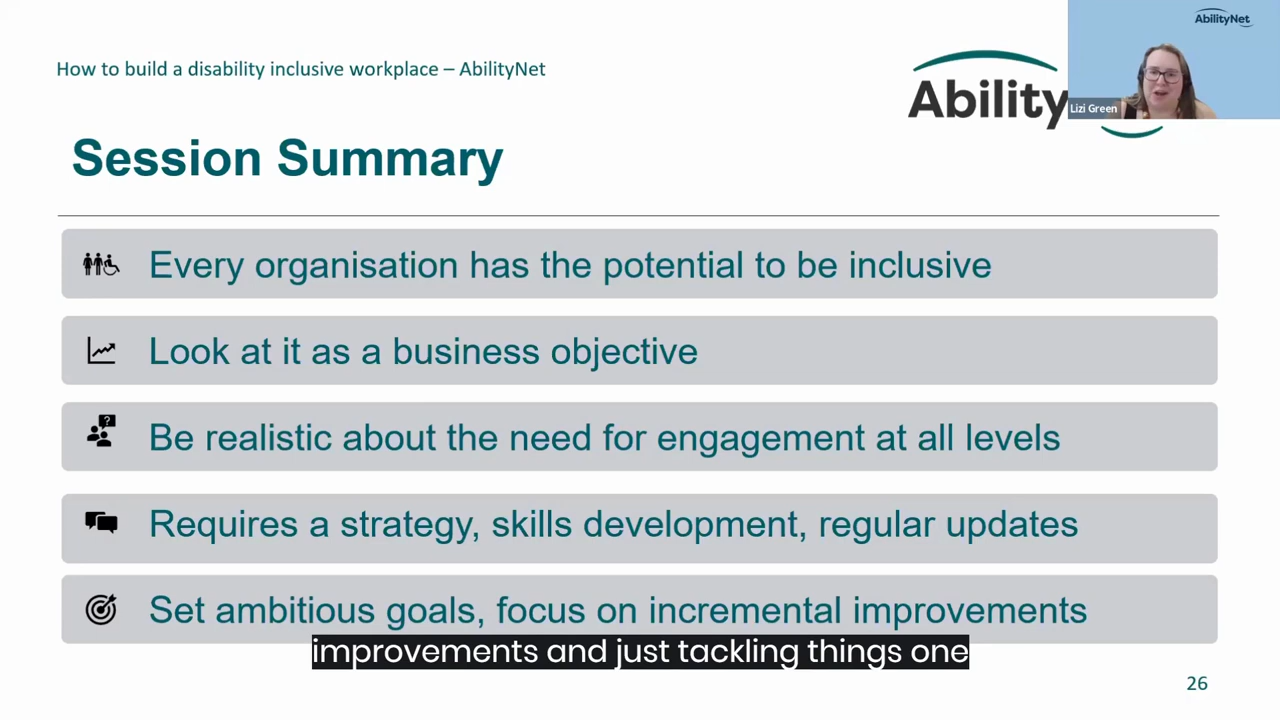 How to build a disability inclusive workplace – AbilityNet
AbilityNet
Ability
Lizi Green
Session Summary
Every organisation has the potential to be inclusive
Look at it as a business objective
?
Be realistic about the need for engagement at all levels
Requires a strategy, skills development, regular updates
Set ambitious goals, focus on incremental improvements
improvements and just tackling things one
26